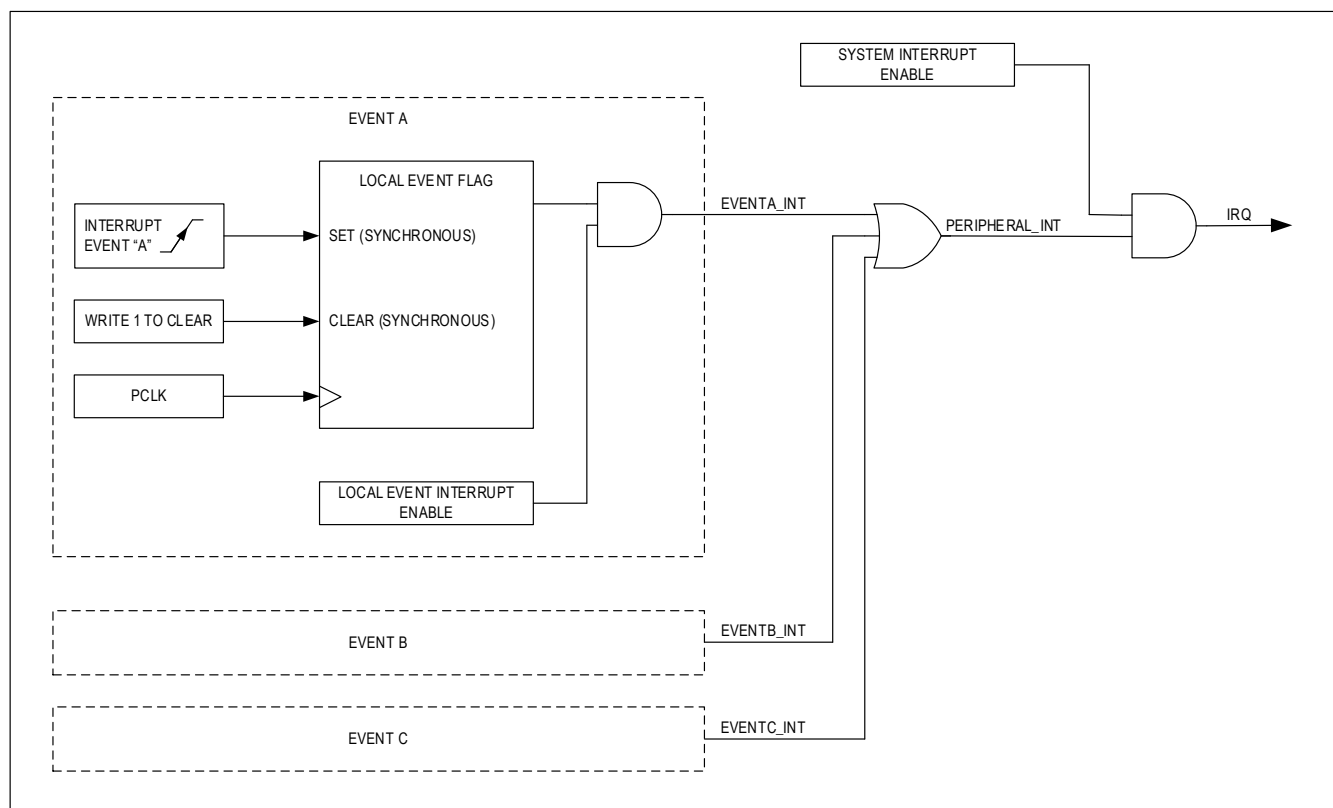 SYSTEM INTERRUPT
ENABLE
EVENT A
LOCAL EVENT FLAG
INTERRUPT
EVENT “A”
SET (SYNCHRONOUS)
EVENTA_INT
PERIPHERAL_INT
IRQ
WRITE 1 TO CLEAR
CLEAR (SYNCHRONOUS)
PCLK
LOCAL EVENT INTERRUPT
ENABLE
EVENT B
EVENTB_INT
EVENT C
EVENTC_INT